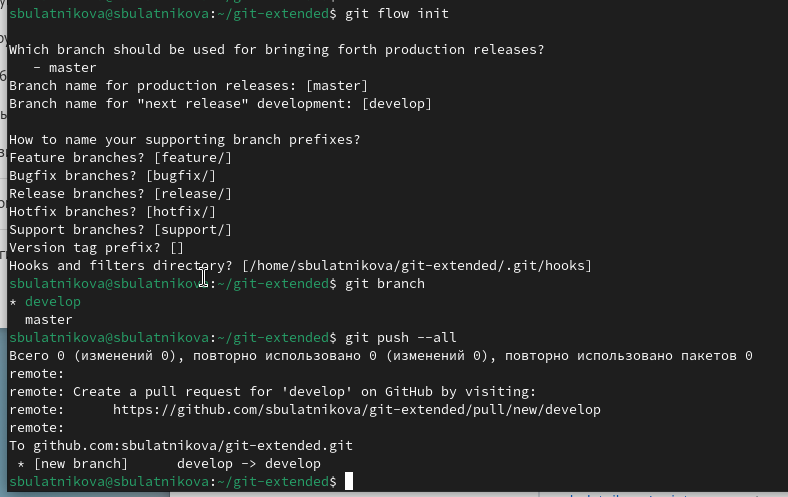 sbulatnikova@sbulatnikova:~/git-extended$ git flow init

Which branch should be used for bringing forth production releases?
   - master
Branch name for production releases: [master]
Branch name for "next release" development: [develop]

How to name your supporting branch prefixes?
Feature branches? [feature/]
Bugfix branches? [bugfix/]
Release branches? [release/]
Hotfix branches? [hotfix/]
Support branches? [support/]
Version tag prefix? []
Hooks and filters directory? [/home/sbulatnikova/git-extended/.git/hooks]
sbulatnikova@sbulatnikova:~/git-extended$ git branch
* develop
  master
sbulatnikova@sbulatnikova:~/git-extended$ git push --all
Всего 0 (изменений 0), повторно использовано 0 (изменений 0), повторно использовано пакетов 0
remote:
remote: Create a pull request for 'develop' on GitHub by visiting:
remote:      https://github.com/sbulatnikova/git-extended/pull/new/develop
remote:
To github.com:sbulatnikova/git-extended.git
 * [new branch]      develop -> develop
sbulatnikova@sbulatnikova:~/git-extended$